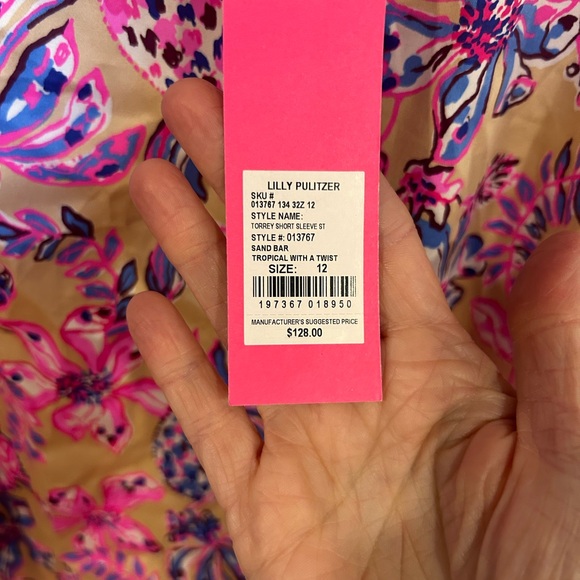 LILLY PULITZER
SKU #
013767 134 32Z 12
STYLE NAME:
TORREY SHORT SLEEVE ST
STYLE #: 013767
SAND BAR
TROPICAL WITH A TWIST
SIZE: 12
197367 018950
MANUFACTURER'S SUGGESTED PRICE
$128.00